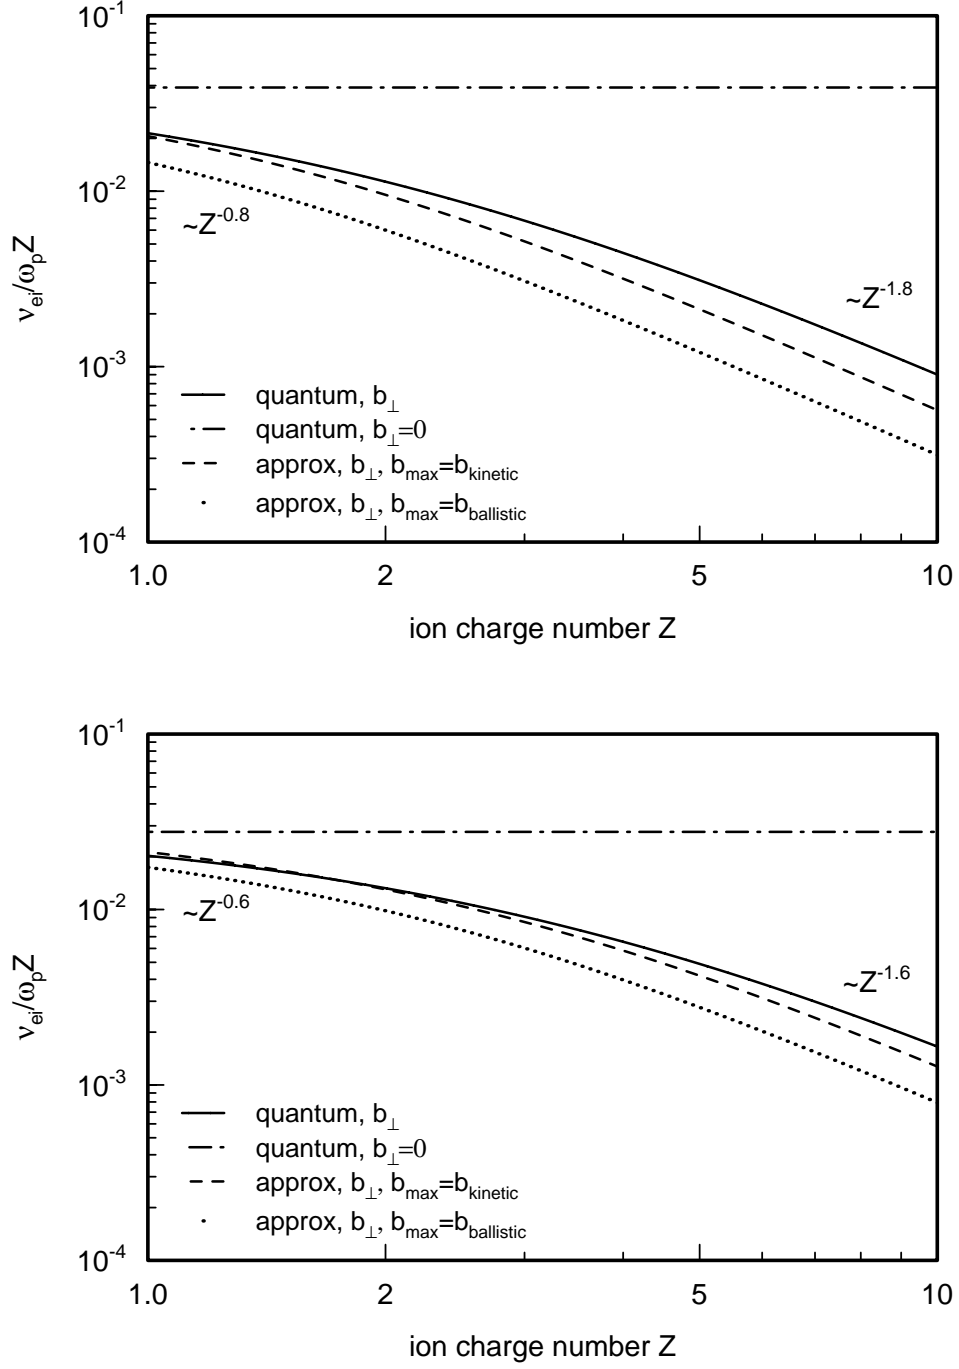 10⁻¹
10⁻²
10⁻³
10⁻⁴
ν_ei/ω_pZ
~Z⁻⁰·⁸
~Z⁻¹·⁸
quantum, b_⊥
quantum, b_⊥=0
approx, b_⊥, b_max=b_kinetic
approx, b_⊥, b_max=b_ballistic
1.0 2 5 10
ion charge number Z
10⁻¹
10⁻²
10⁻³
10⁻⁴
ν_ei/ω_pZ
~Z⁻⁰·⁶
~Z⁻¹·⁶
quantum, b_⊥
quantum, b_⊥=0
approx, b_⊥, b_max=b_kinetic
approx, b_⊥, b_max=b_ballistic
1.0 2 5 10
ion charge number Z